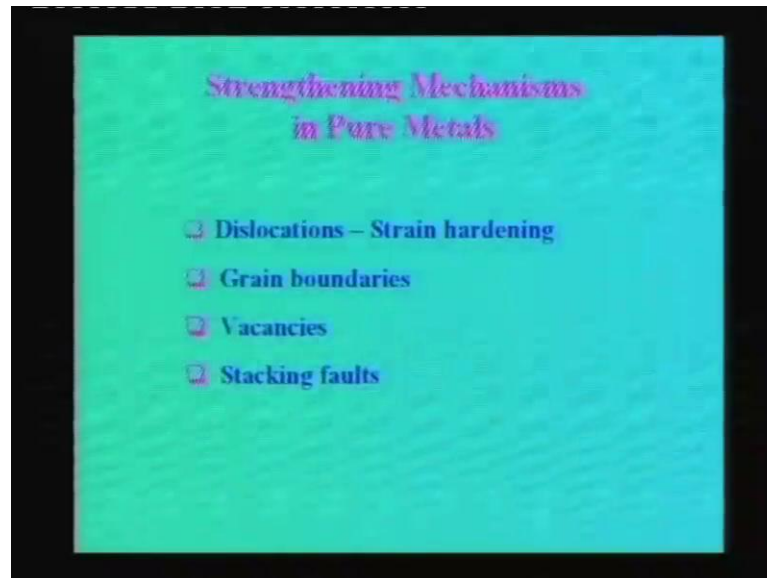 Strengthening Mechanisms
in Pure Metals
Dislocations – Strain hardening
Grain boundaries
Vacancies
Stacking faults